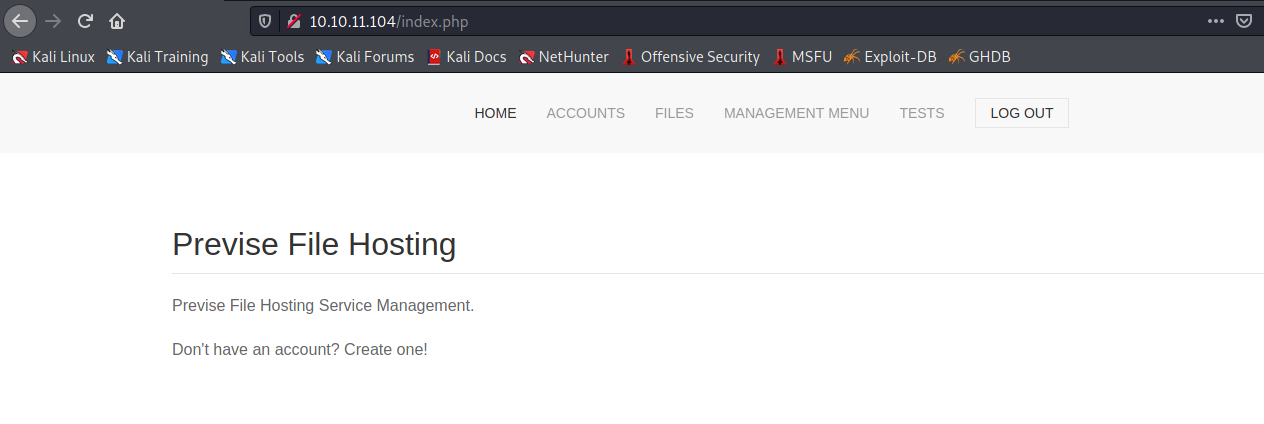 10.10.11.104/index.php
Kali Linux Kali Training Kali Tools Kali Forums Kali Docs NetHunter Offensive Security MSFU Exploit-DB GHDB
HOME ACCOUNTS FILES MANAGEMENT MENU TESTS LOG OUT
Previse File Hosting
Previse File Hosting Service Management.
Don't have an account? Create one!